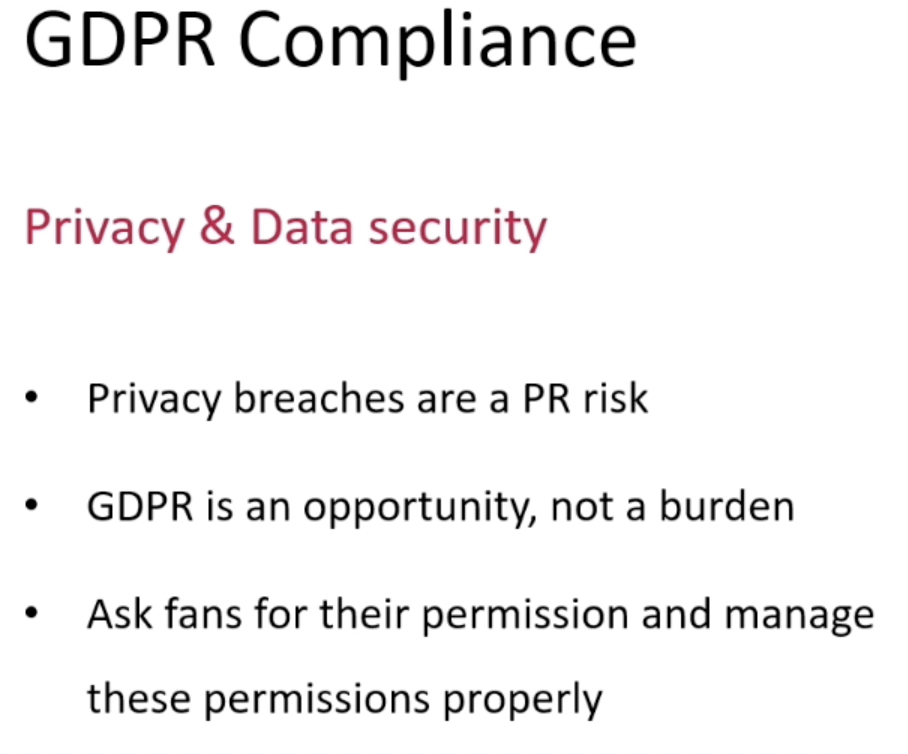 GDPR Compliance
Privacy & Data security
• Privacy breaches are a PR risk
• GDPR is an opportunity, not a burden
• Ask fans for their permission and manage
these permissions properly